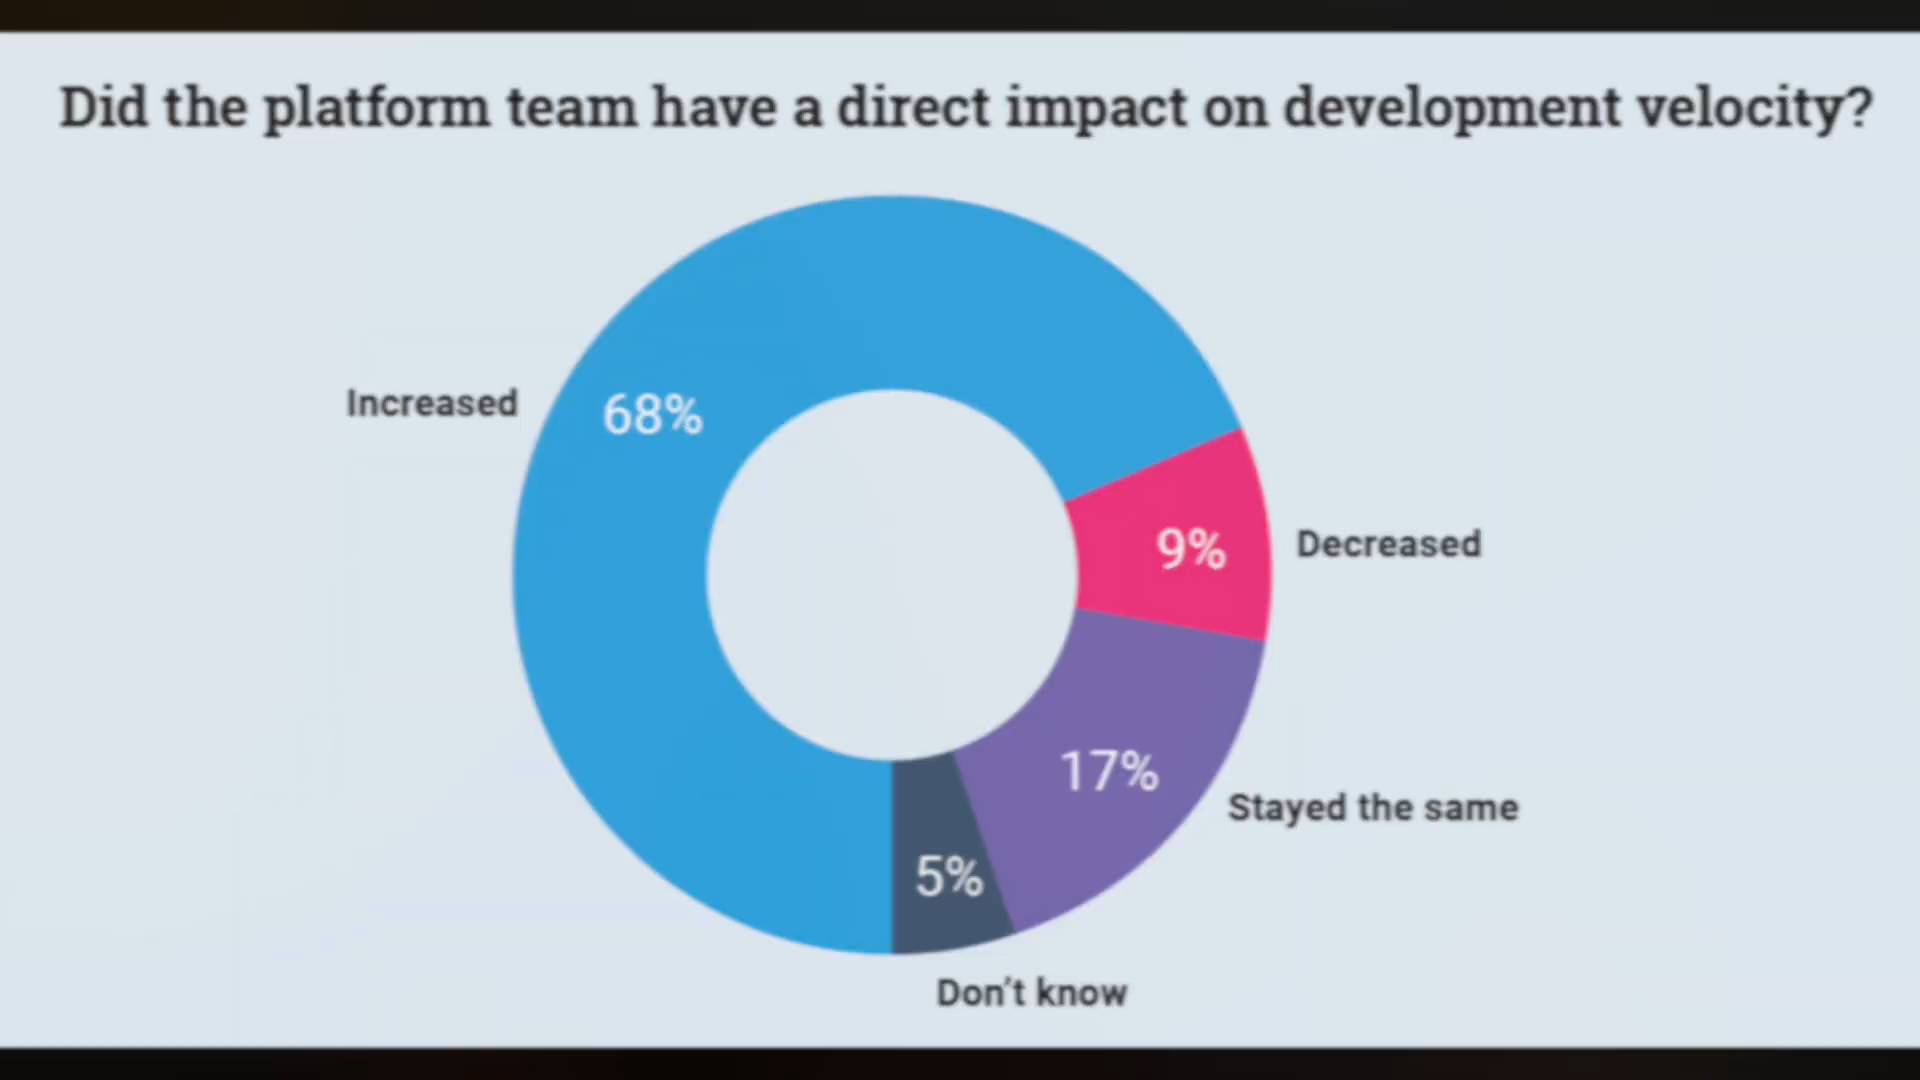 Did the platform team have a direct impact on development velocity?
Increased
68%
9%
Decreased
17%
Stayed the same
5%
Don't know